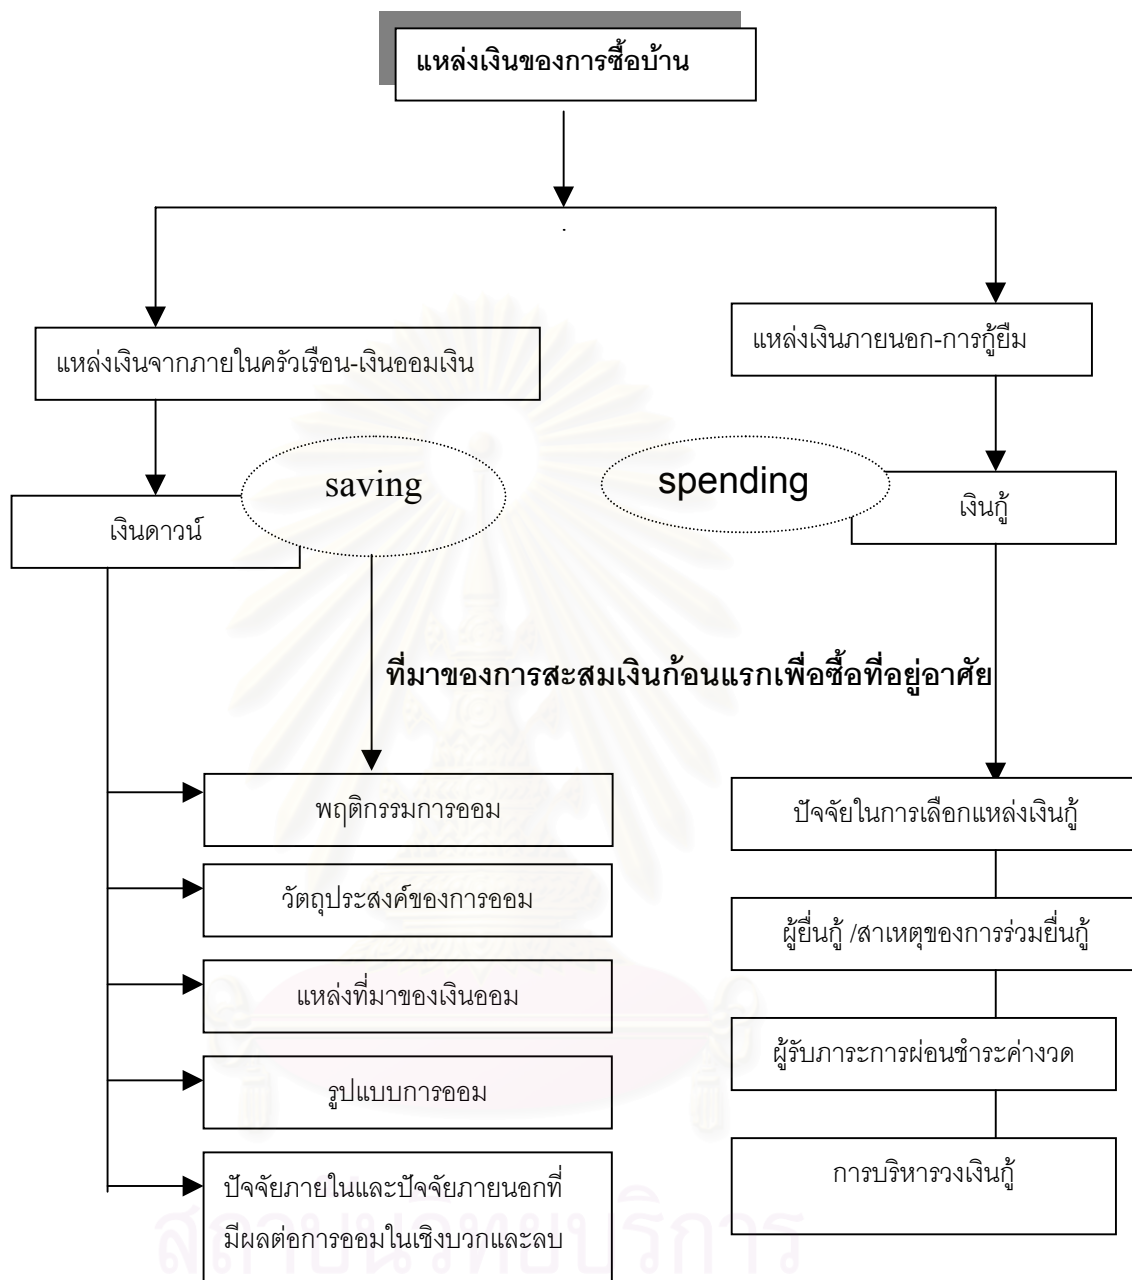 แหล่งเงินของการซื้อบ้าน
แหล่งเงินจากภายในครัวเรือน-เงินออมเงิน
แหล่งเงินภายนอก-การกู้ยืม
saving
spending
เงินดาวน์
เงินกู้
ที่มาของการสะสมเงินก้อนแรกเพื่อซื้อที่อยู่อาศัย
พฤติกรรมการออม
วัตถุประสงค์ของการออม
แหล่งที่มาของเงินออม
รูปแบบการออม
ปัจจัยภายในและปัจจัยภายนอกที่
มีผลต่อการออมในเชิงบวกและลบ
ปัจจัยในการเลือกแหล่งเงินกู้
ผู้ยื่นกู้ /สาเหตุของการร่วมยื่นกู้
ผู้รับภาระการผ่อนชำระค่างวด
การบริหารวงเงินกู้
สถาบันวิทยบริการ